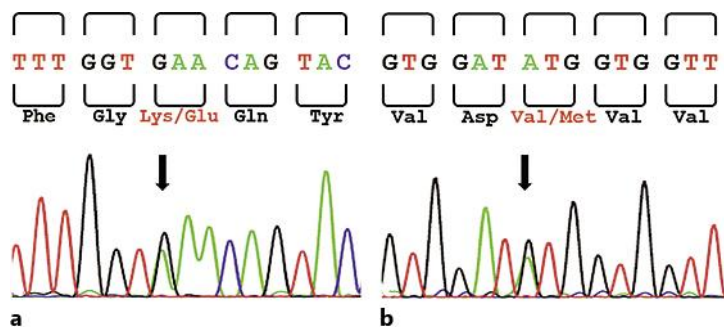 TTT GGT GAA CAG TAC
Phe Gly Lys/Glu Gln Tyr
a
GTG GAT ATG GTG GTT
Val Asp Val/Met Val Val
b